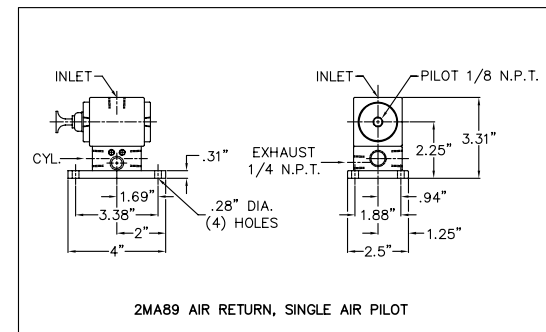 INLET
CYL.
.31"
1.69"
3.38"
2"
4"
.28" DIA.
(4) HOLES
INLET
PILOT 1/8 N.P.T.
EXHAUST
1/4 N.P.T.
3.31"
2.25"
.94"
1.88"
1.25"
2.5"
2MA89 AIR RETURN, SINGLE AIR PILOT